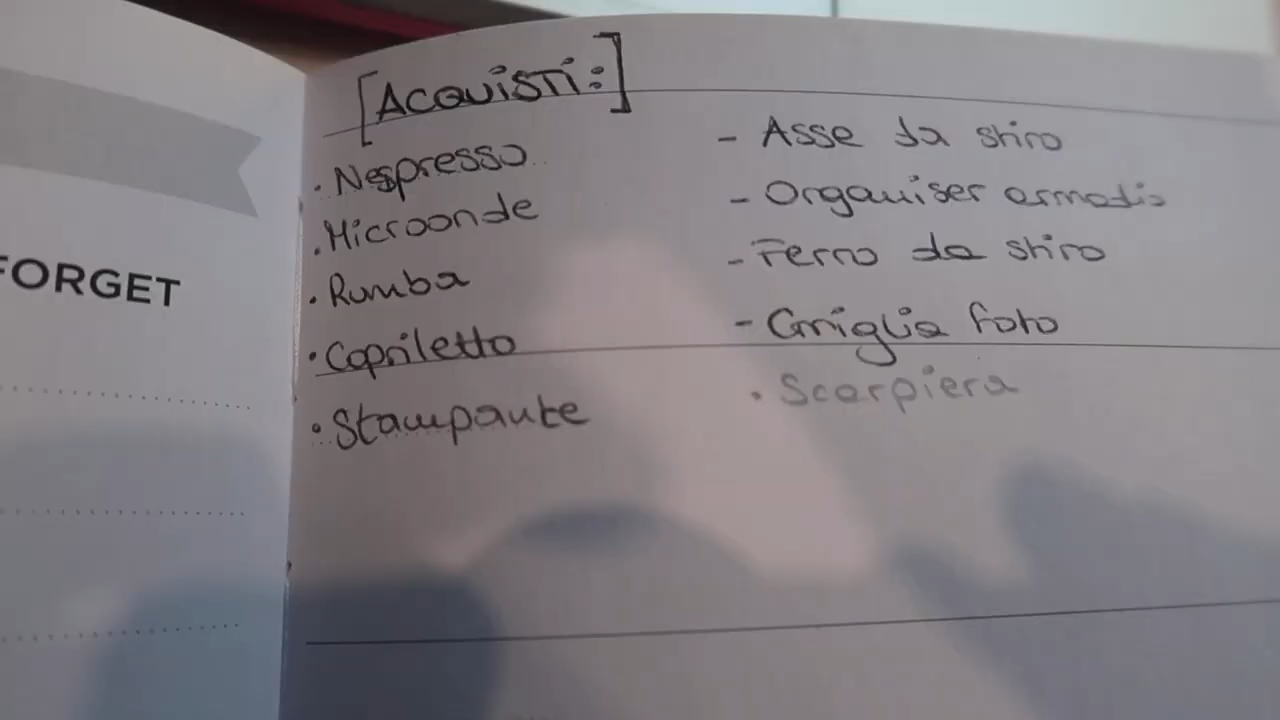 FORGET
[Acquisti:]
· Nespresso
· Microonde
· Rumba
· Copriletto
· Stampante
- Asse da stiro
- Organiser armadio
- Ferro da stiro
- Griglia foto
· Scarpiera